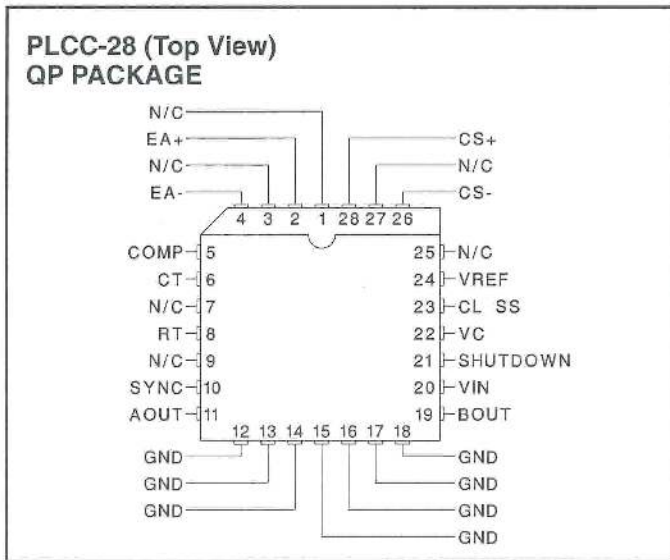 PLCC-28 (Top View)
QP PACKAGE
N/C
EA+ CS+
N/C N/C
EA- CS-
4 3 2 1 28 27 26
COMP 5 25 N/C
CT 6 24 VREF
N/C 7 23 CL SS
RT 8 22 VC
N/C 9 21 SHUTDOWN
SYNC 10 20 VIN
AOUT 11 19 BOUT
12 13 14 15 16 17 18
GND GND
GND GND
GND GND
GND